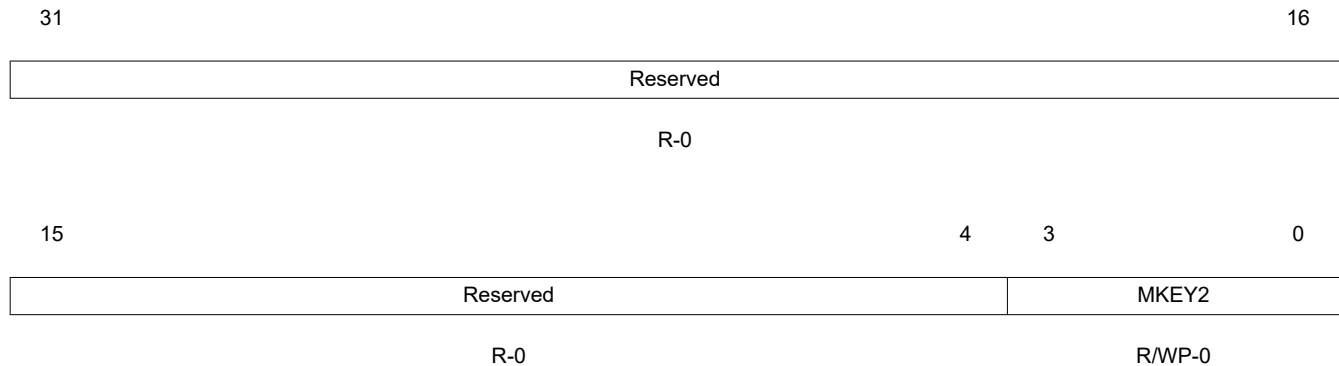 31 16
Reserved
R-0
15 4 3 0
Reserved MKEY2
R-0 R/WP-0